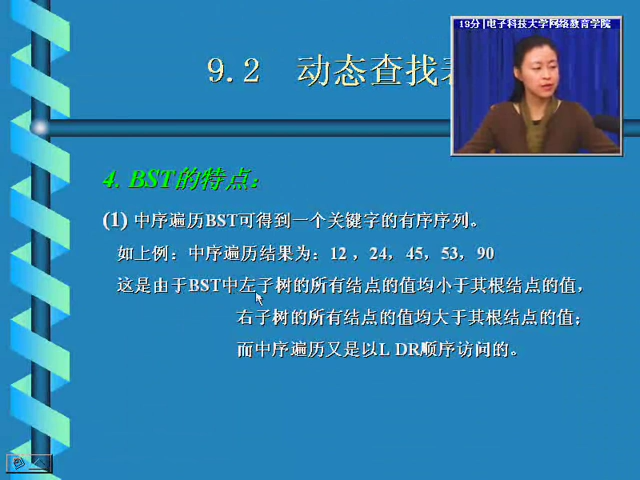 19分|电子科技大学网络教育学院
9.2 动态查找
4. BST的特点：
(1) 中序遍历BST可得到一个关键字的有序序列。
如上例：中序遍历结果为：12 ，24，45，53，90
这是由于BST中左子树的所有结点的值均小于其根结点的值，
右子树的所有结点的值均大于其根结点的值；
而中序遍历又是以L DR顺序访问的。